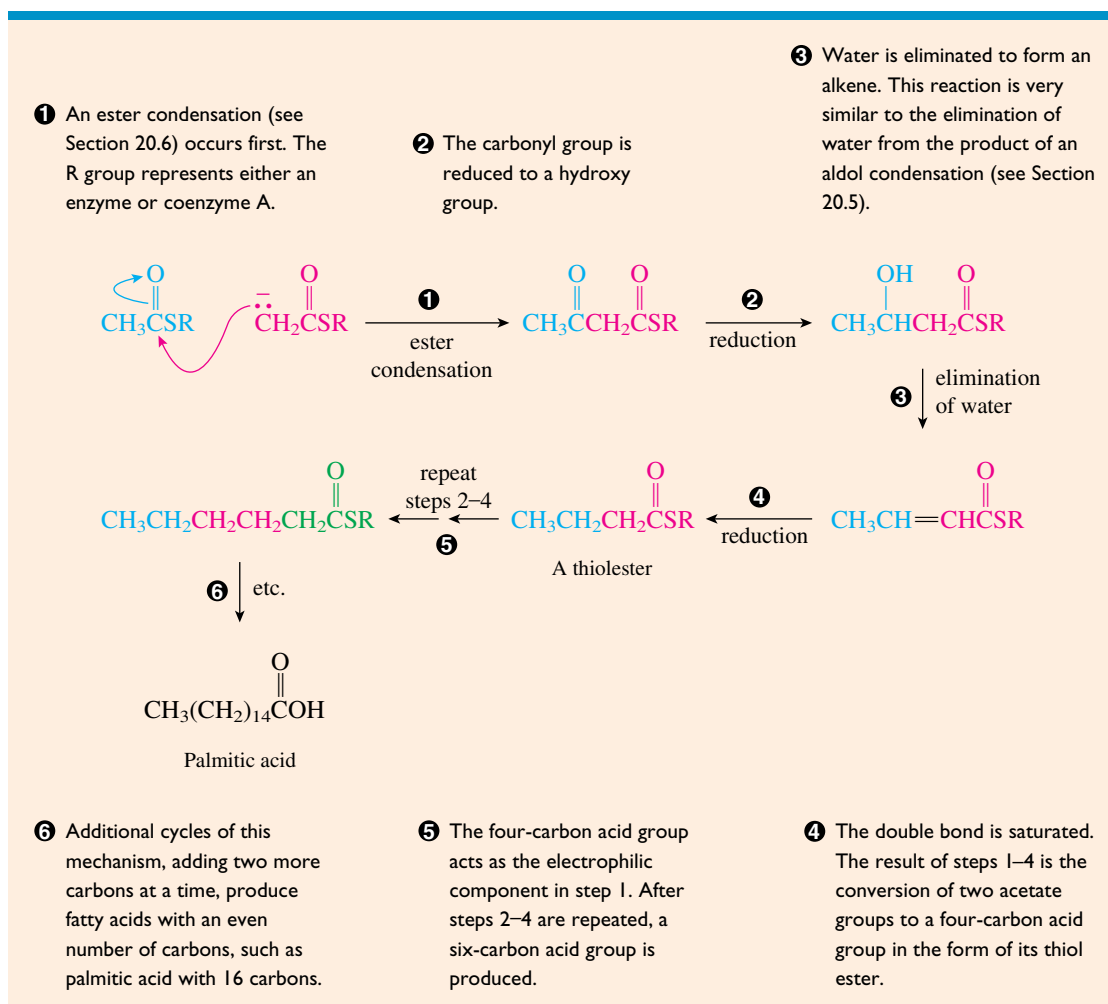 ❶ An ester condensation (see
Section 20.6) occurs first. The
R group represents either an
enzyme or coenzyme A.
❷ The carbonyl group is
reduced to a hydroxy
group.
❸ Water is eliminated to form an
alkene. This reaction is very
similar to the elimination of
water from the product of an
aldol condensation (see Section
20.5).
O O O O OH O
CH₃CSR CH₂CSR ❶ CH₃CCH₂CSR ❷ CH₃CHCH₂CSR
ester reduction
condensation
❸ elimination
of water
O O O
CH₃CH₂CH₂CH₂CH₂CSR repeat CH₃CH₂CH₂CSR ❹ CH₃CH=CHCSR
steps 2–4 reduction
❺ A thiolester
❻ etc.
O
CH₃(CH₂)₁₄COH
Palmitic acid
❻ Additional cycles of this
mechanism, adding two more
carbons at a time, produce
fatty acids with an even
number of carbons, such as
palmitic acid with 16 carbons.
❺ The four-carbon acid group
acts as the electrophilic
component in step 1. After
steps 2–4 are repeated, a
six-carbon acid group is
produced.
❹ The double bond is saturated.
The result of steps 1–4 is the
conversion of two acetate
groups to a four-carbon acid
group in the form of its thiol
ester.